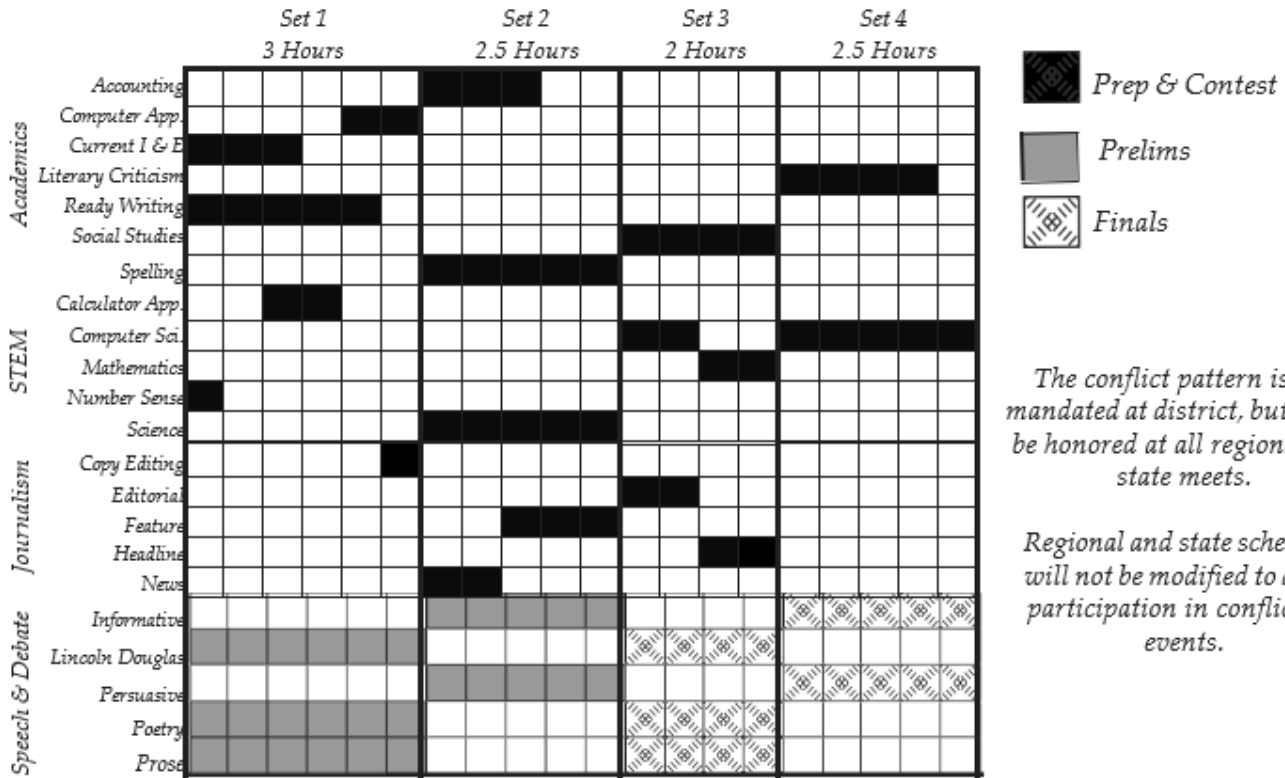 Set 1
3 Hours
Set 2
2.5 Hours
Set 3
2 Hours
Set 4
2.5 Hours
Academics
Accounting
Computer App.
Current I & E
Literary Criticism
Ready Writing
Social Studies
Spelling
STEM
Calculator App.
Computer Sci.
Mathematics
Number Sense
Science
Journalism
Copy Editing
Editorial
Feature
Headline
News
Speech & Debate
Informative
Lincoln Douglas
Persuasive
Poetry
Prose
Prep & Contest
Prelims
Finals
The conflict pattern is
mandated at district, but
be honored at all region
state meets.
Regional and state sche
will not be modified to
participation in conflic
events.